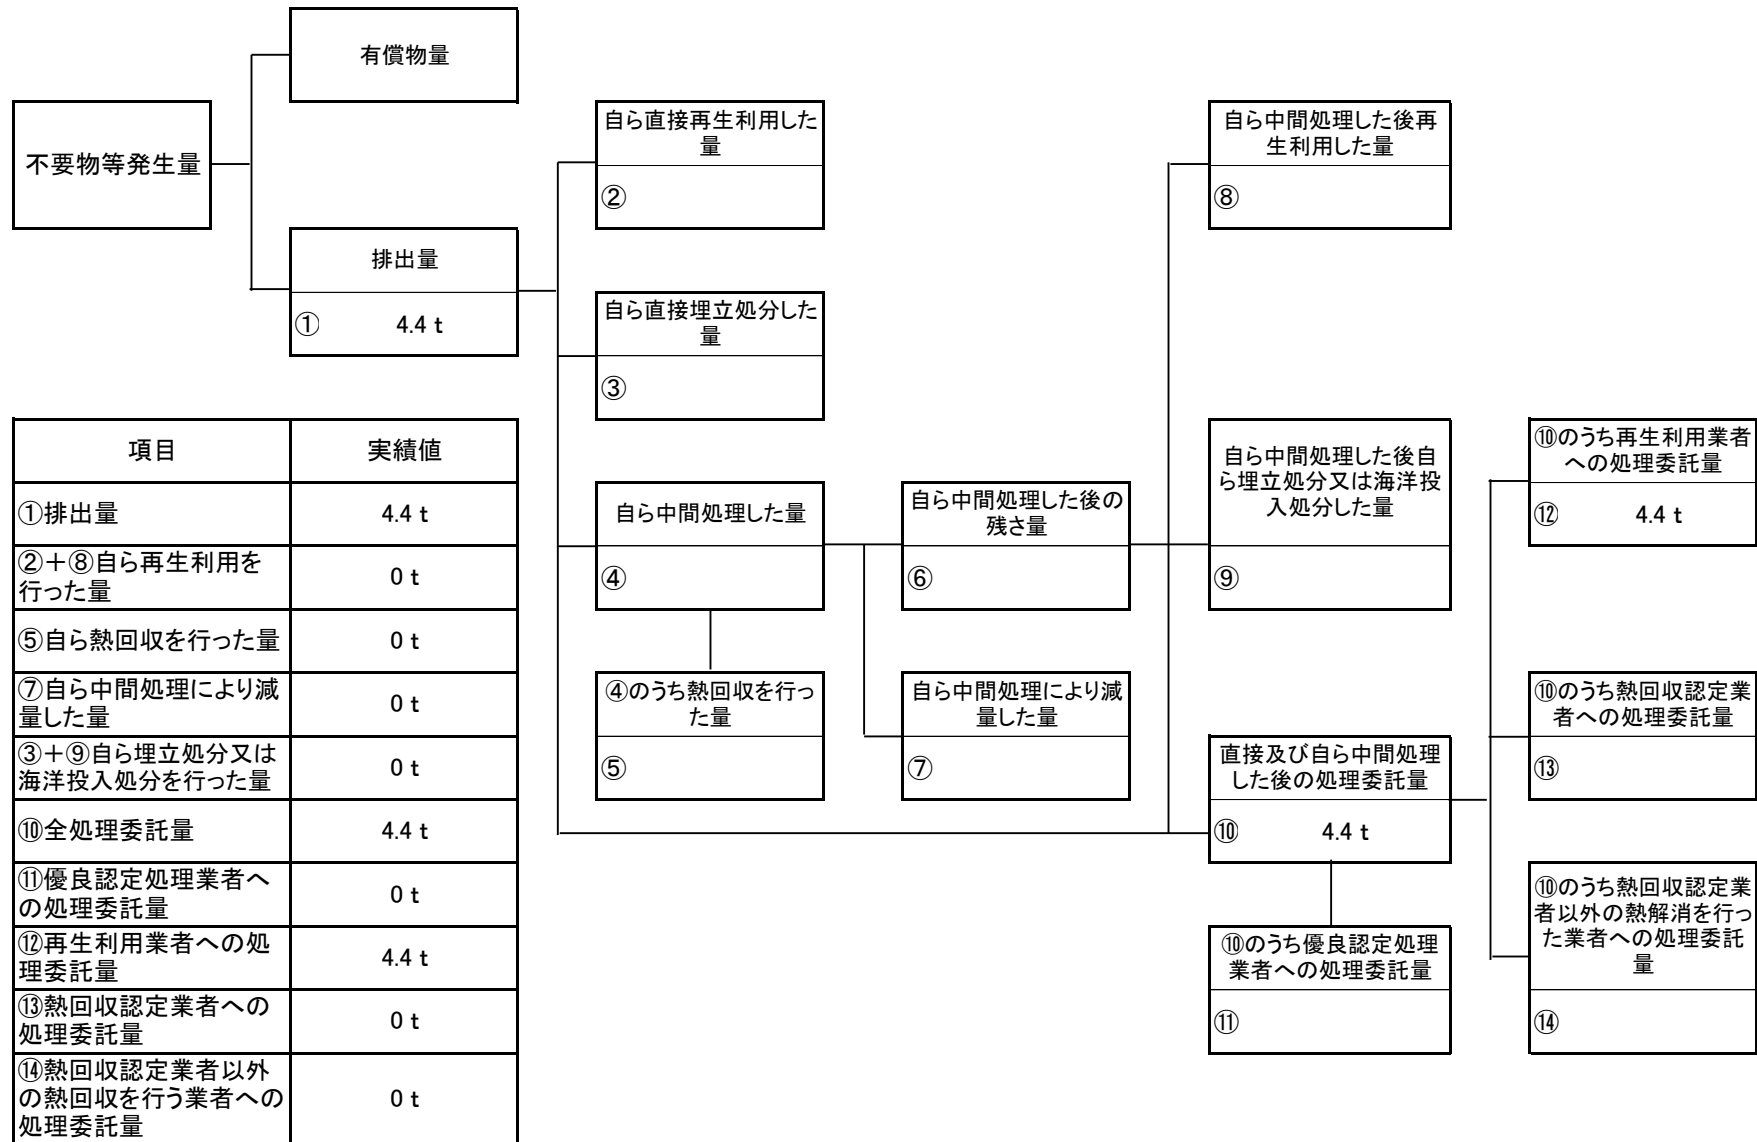 有償物量
不要物等発生量
排出量
①
4.4 t
自ら直接再生利用した
量
②
自ら直接埋立処分した
量
③
自ら中間処理した量
④
④のうち熱回収を行っ
た量
⑤
自ら中間処理した後の
残さ量
⑥
自ら中間処理により減
量した量
⑦
自ら中間処理した後再
生利用した量
⑧
自ら中間処理した後自
ら埋立処分又は海洋投
入処分した量
⑨
直接及び自ら中間処理
した後の処理委託量
⑩
4.4 t
⑩のうち優良認定処理
業者への処理委託量
⑪
⑩のうち再生利用業者
への処理委託量
⑫
4.4 t
⑩のうち熱回収認定業
者への処理委託量
⑬
⑩のうち熱回収認定業
者以外の熱解消を行っ
た業者への処理委託
量
⑭
項目
実績値
①排出量
4.4 t
②＋⑧自ら再生利用を
行った量
0 t
⑤自ら熱回収を行った量
0 t
⑦自ら中間処理により減
量した量
0 t
③＋⑨自ら埋立処分又は
海洋投入処分を行った量
0 t
⑩全処理委託量
4.4 t
⑪優良認定処理業者へ
の処理委託量
0 t
⑫再生利用業者への処
理委託量
4.4 t
⑬熱回収認定業者への
処理委託量
0 t
⑭熱回収認定業者以外
の熱回収を行う業者への
処理委託量
0 t